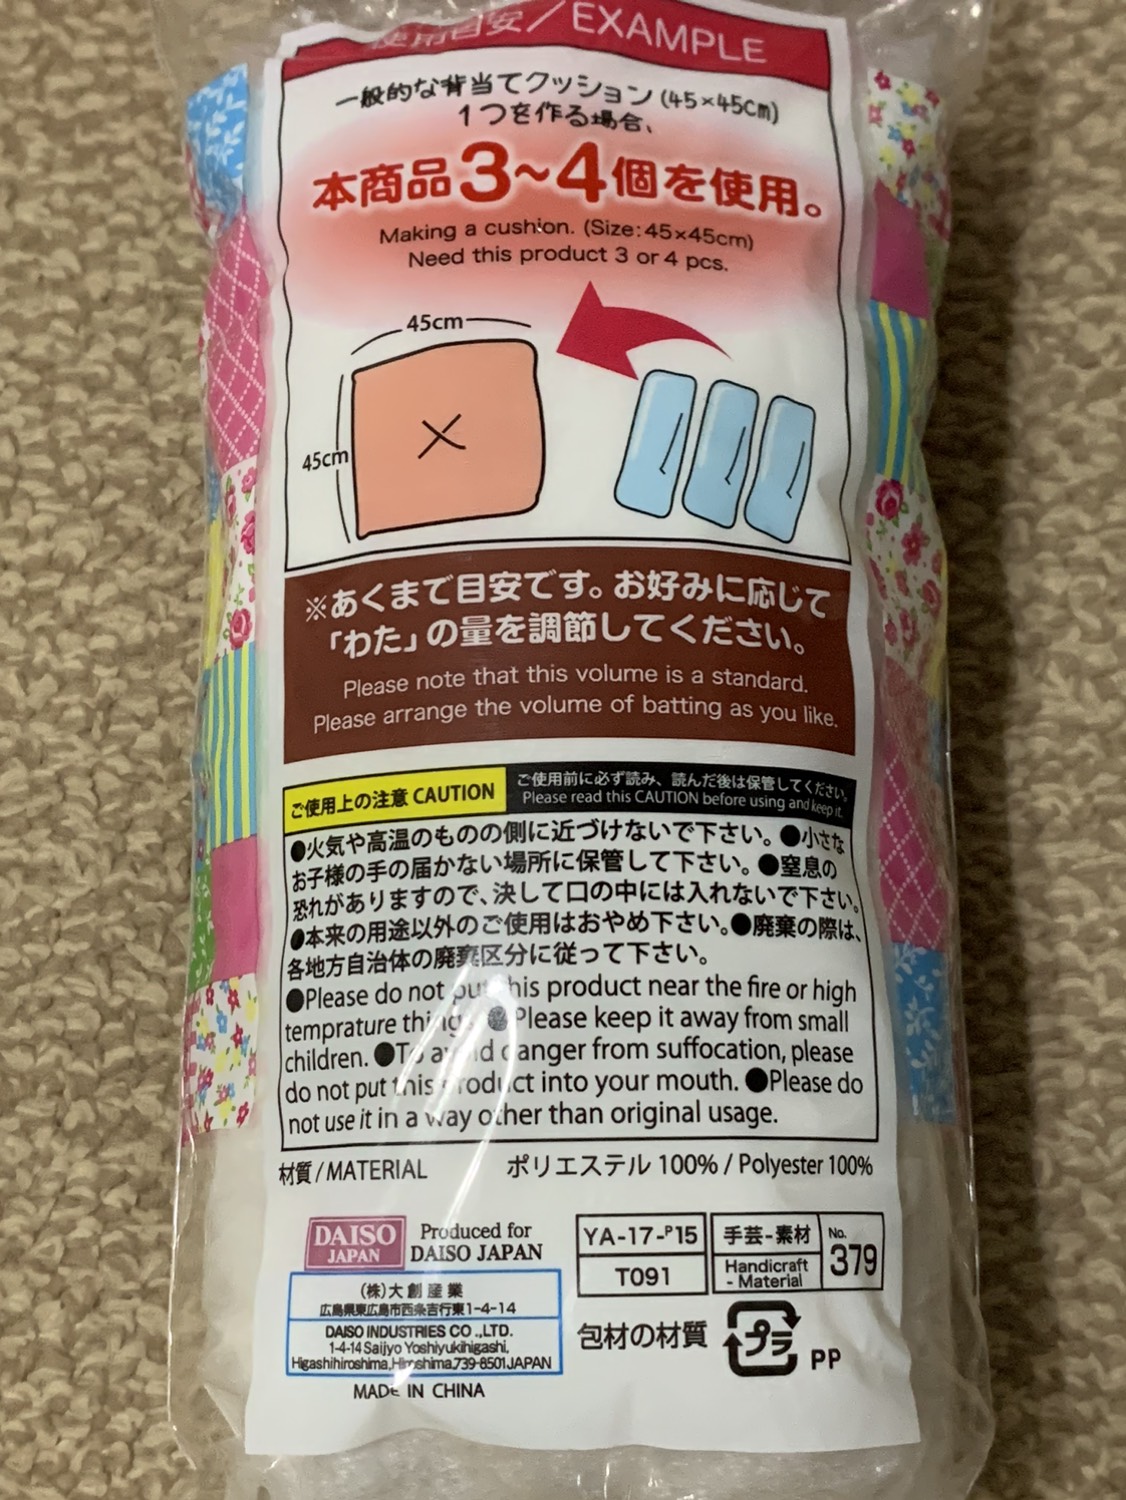 使用目安／EXAMPLE
一般的な背当てクッション(45×45cm)
1つを作る場合、
本商品3~4個を使用。
Making a cushion. (Size:45×45cm)
Need this product 3 or 4 pcs.
45cm
45cm
※あくまで目安です。お好みに応じて
「わた」の量を調節してください。
Please note that this volume is a standard.
Please arrange the volume of batting as you like.
ご使用上の注意 CAUTION
ご使用前に必ず読み、読んだ後は保管してください。
Please read this CAUTION before using and keep it.
●火気や高温のものの側に近づけないで下さい。●小さな
お子様の手の届かない場所に保管して下さい。●窒息の
恐れがありますので、決して口の中には入れないで下さい。
●本来の用途以外のご使用はおやめ下さい。●廃棄の際は、
各地方自治体の廃棄区分に従って下さい。
●Please do not put this product near the fire or high
temprature things. ●Please keep it away from small
children. ●To avoid danger from suffocation, please
do not put this product into your mouth. ●Please do
not use it in a way other than original usage.
材質/MATERIAL ポリエステル 100% / Polyester 100%
DAISO
JAPAN
Produced for
DAISO JAPAN
(株)大創産業
広島県東広島市西条吉行東1-4-14
DAISO INDUSTRIES CO .,LTD.
1-4-14 Saijyo Yoshiyukihigashi,
Higashihiroshima,Hiroshima,739-8501JAPAN
MADE IN CHINA
YA-17-P15
T091
手芸-素材
Handicraft
- Material
No.
379
包材の材質 プラ PP